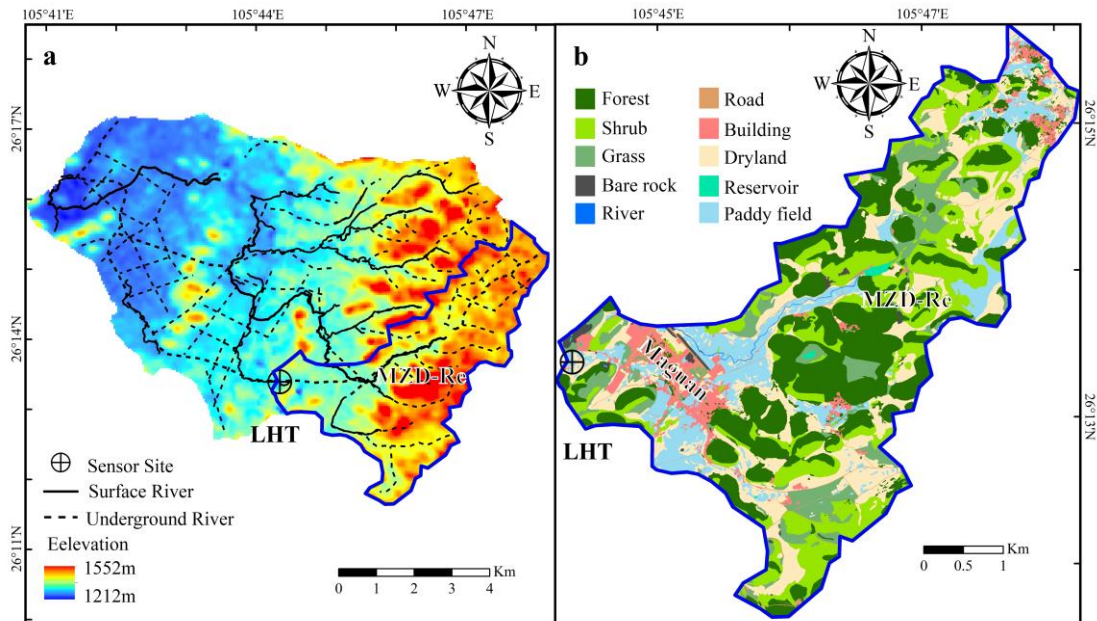 105°41'E 105°44'E 105°47'E
a
N
W E
S
26°17'N
26°14'N
26°11'N
MZD-Re
LHT
Sensor Site
Surface River
Underground River
Eelevation
1552m
1212m
Km
0 1 2 3 4
105°45'E 105°47'E
b
N
W E
S
Forest
Shrub
Grass
Bare rock
River
Road
Building
Dryland
Reservoir
Paddy field
26°15'N
26°13'N
MZD-Re
Maguan
LHT
Km
0 0.5 1